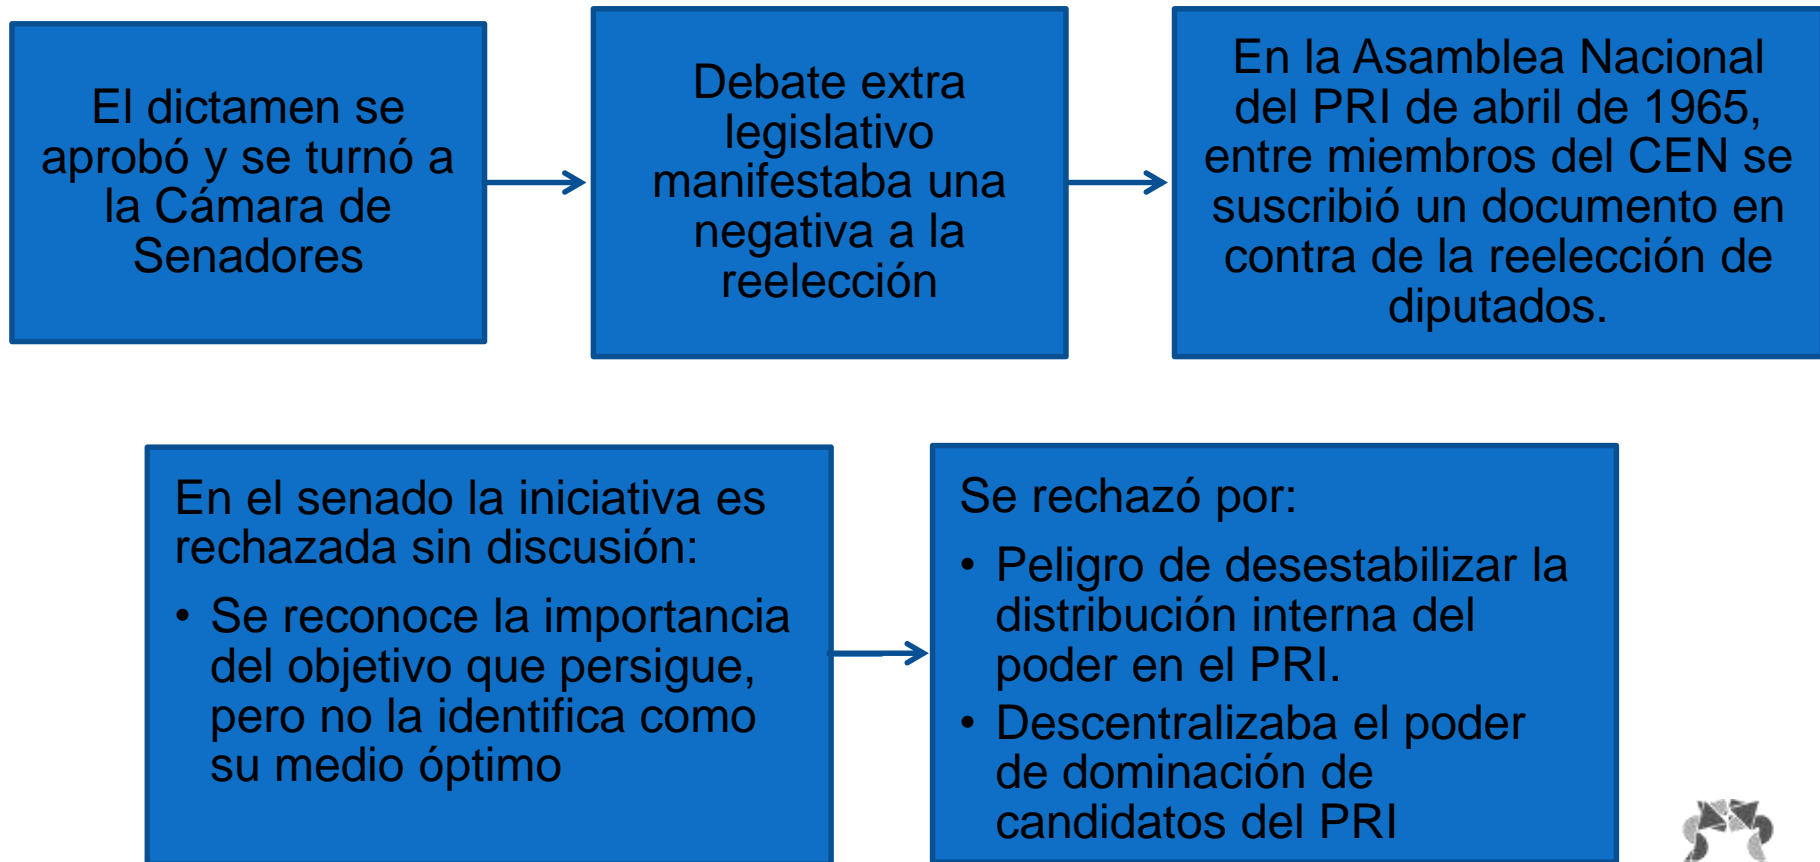 El dictamen se
aprobó y se turnó a
la Cámara de
Senadores
Debate extra
legislativo
manifestaba una
negativa a la
reelección
En la Asamblea Nacional
del PRI de abril de 1965,
entre miembros del CEN se
suscribió un documento en
contra de la reelección de
diputados.
En el senado la iniciativa es
rechazada sin discusión:
• Se reconoce la importancia
del objetivo que persigue,
pero no la identifica como
su medio óptimo
Se rechazó por:
• Peligro de desestabilizar la
distribución interna del
poder en el PRI.
• Descentralizaba el poder
de dominación de
candidatos del PRI